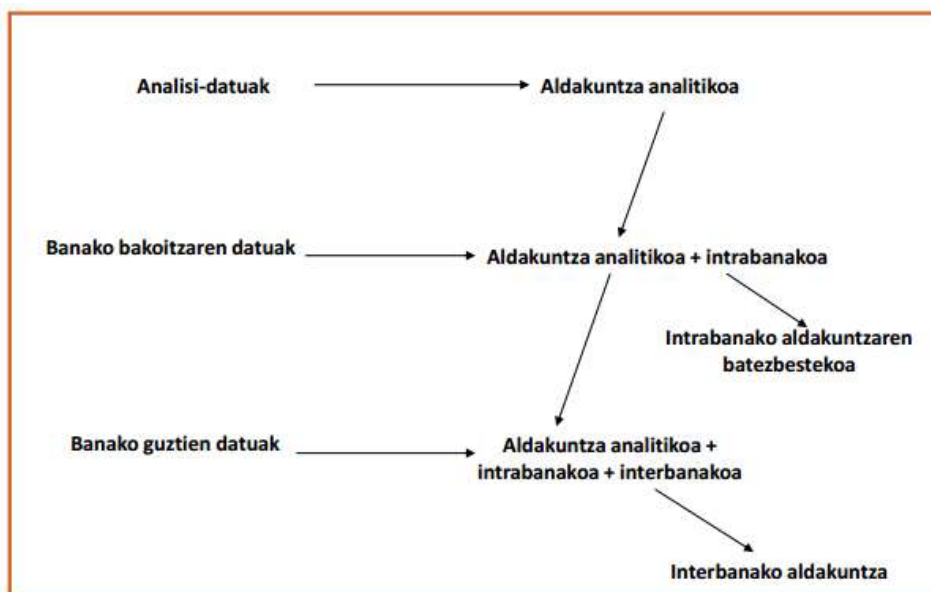 Analisi-datuak
Aldakuntza analitikoa
Banako bakoitzaren datuak
Aldakuntza analitikoa + intrabanakoa
Intrabanako aldakuntzaren
batezbestekoa
Banako guztien datuak
Aldakuntza analitikoa +
intrabanakoa + interbanakoa
Interbanako aldakuntza